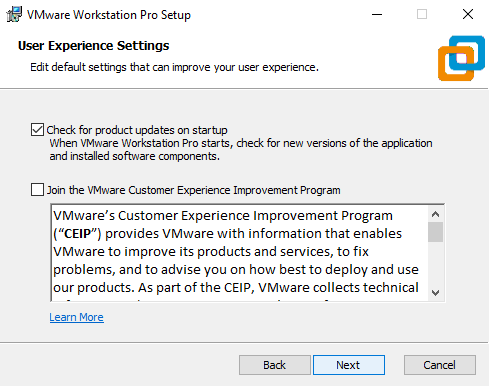 VMware Workstation Pro Setup
User Experience Settings
Edit default settings that can improve your user experience.
Check for product updates on startup
When VMware Workstation Pro starts, check for new versions of the application
and installed software components.
Join the VMware Customer Experience Improvement Program
VMware's Customer Experience Improvement Program
("CEIP") provides VMware with information that enables
VMware to improve its products and services, to fix
problems, and to advise you on how best to deploy and use
our products. As part of the CEIP, VMware collects technical
Learn More
Back
Next
Cancel